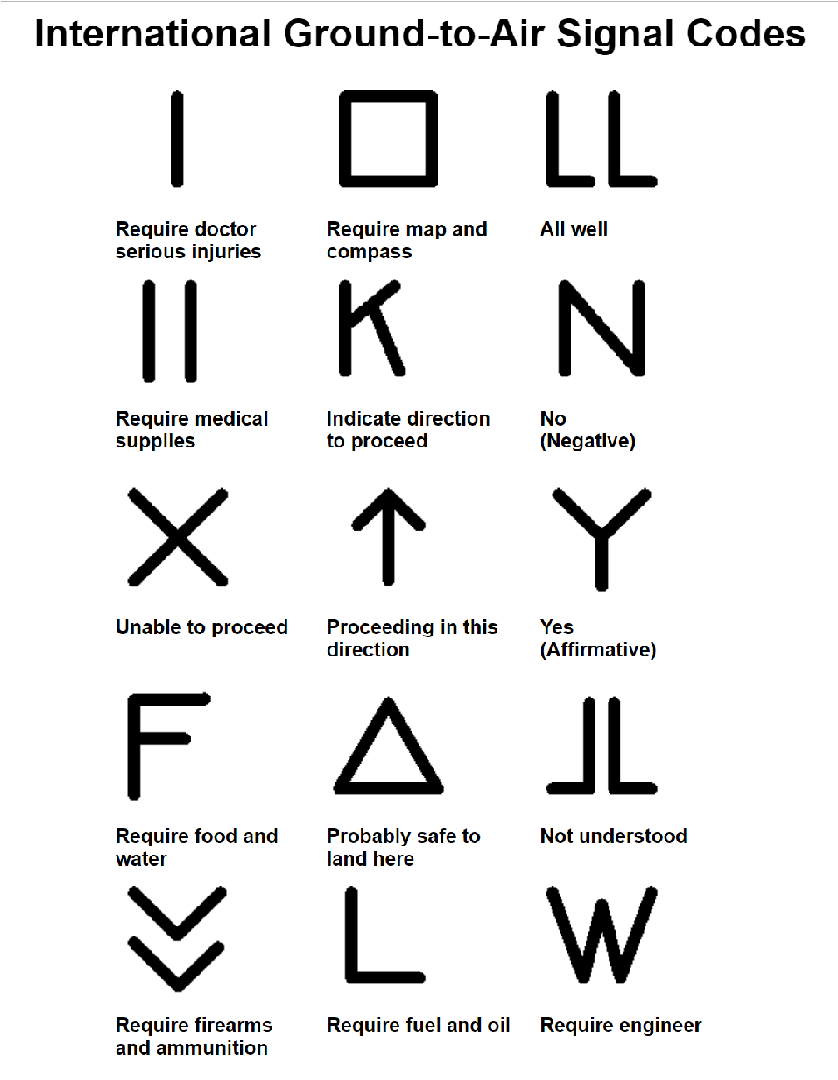 International Ground-to-Air Signal Codes
I
LL
Require doctor
serious injuries
Require map and
compass
All well
II
K
N
Require medical
supplies
Indicate direction
to proceed
No
(Negative)
X
Y
Unable to proceed
Proceeding in this
direction
Yes
(Affirmative)
F
Require food and
water
Probably safe to
land here
Not understood
L
W
Require firearms
and ammunition
Require fuel and oil
Require engineer